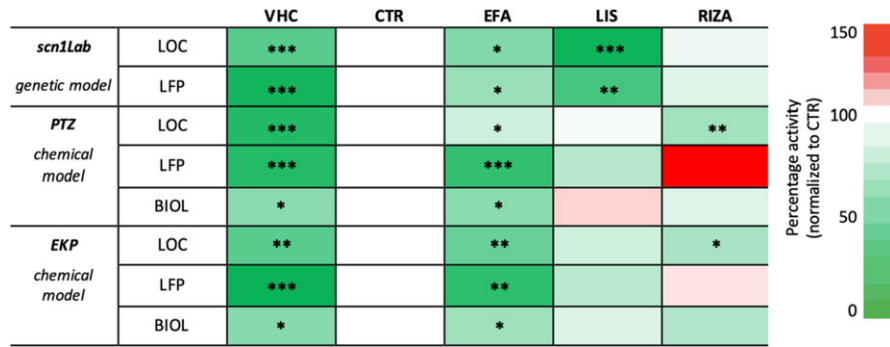 VHC CTR EFA LIS RIZA
scn1Lab LOC *** * ***
genetic model LFP *** * **
PTZ LOC *** * **
chemical
model LFP *** ***
BIOL * *
EKP LOC ** ** *
chemical
model LFP *** **
BIOL * *
150
100
50
0
Percentage activity
(normalized to CTR)